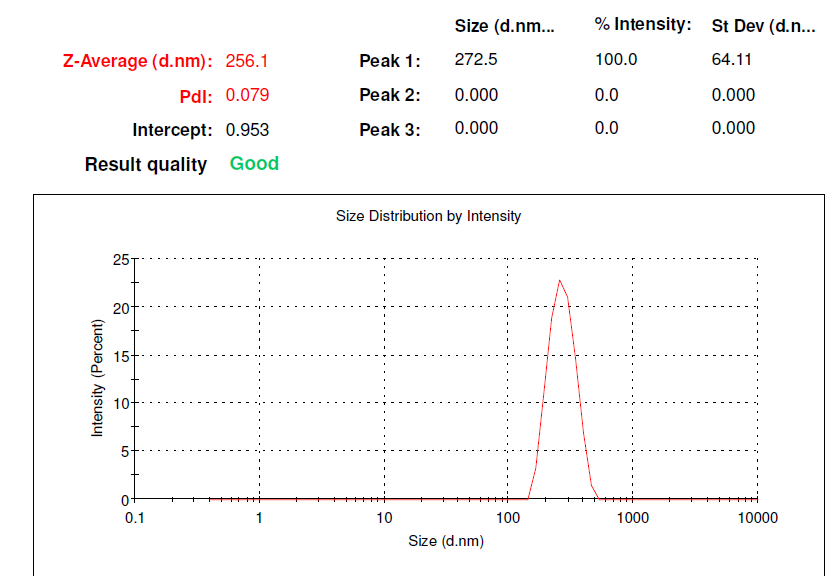 Size (d.nm... % Intensity: St Dev (d.n...
Z-Average (d.nm): 256.1 Peak 1: 272.5 100.0 64.11
PdI: 0.079 Peak 2: 0.000 0.0 0.000
Intercept: 0.953 Peak 3: 0.000 0.0 0.000
Result quality Good
Size Distribution by Intensity
25
20
15
10
5
0
Intensity (Percent)
0.1 1 10 100 1000 10000
Size (d.nm)